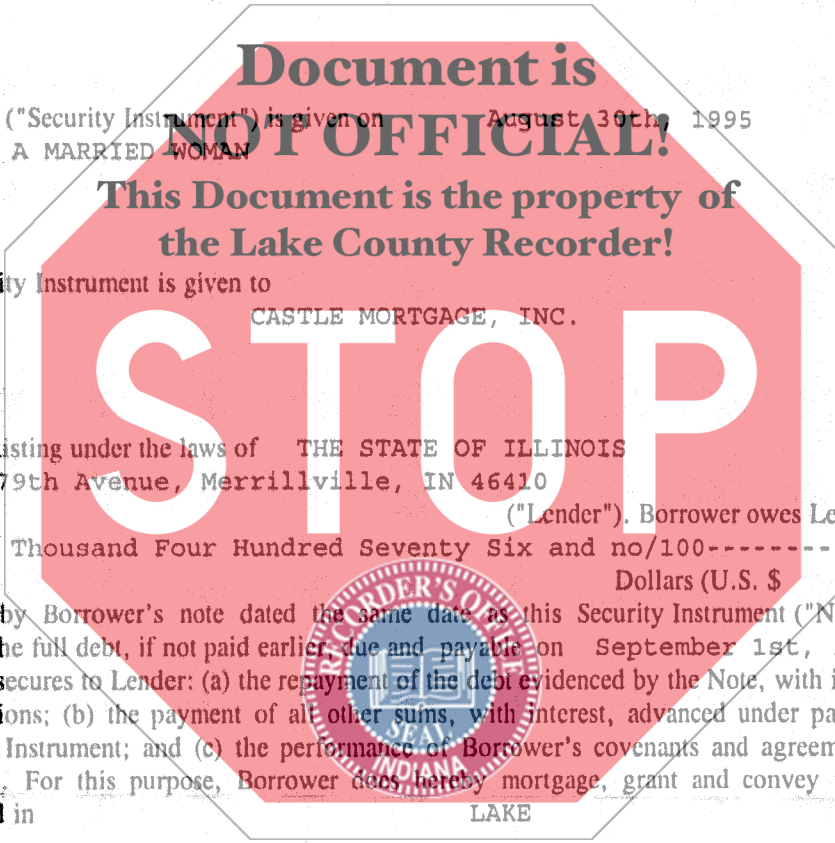 Document is
("Security Instrument") is given on August 30th, 1995
NOT OFFICIAL!
A MARRIED WOMAN
This Document is the property of
the Lake County Recorder!
ity Instrument is given to
CASTLE MORTGAGE, INC.
STOP
isting under the laws of THE STATE OF ILLINOIS
79th Avenue, Merrillville, IN 46410
("Lender"). Borrower owes Le
Thousand Four Hundred Seventy Six and no/100--------
Dollars (U.S. $
by Borrower's note dated the same date as this Security Instrument ("N
he full debt, if not paid earlier, due and payable on September 1st,
secures to Lender: (a) the repayment of the debt evidenced by the Note, with i
ions; (b) the payment of all other sums, with interest, advanced under pa
Instrument; and (c) the performance of Borrower's covenants and agreem
. For this purpose, Borrower does hereby mortgage, grant and convey
in LAKE
RECORDER'S OFFICE
SEAL
INDIANA